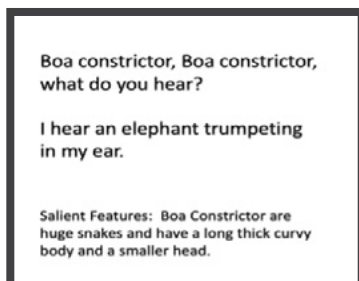 Boa constrictor, Boa constrictor,
what do you hear?
I hear an elephant trumpeting
in my ear.
Salient Features:  Boa Constrictor are
huge snakes and have a long thick curvy
body and a smaller head.